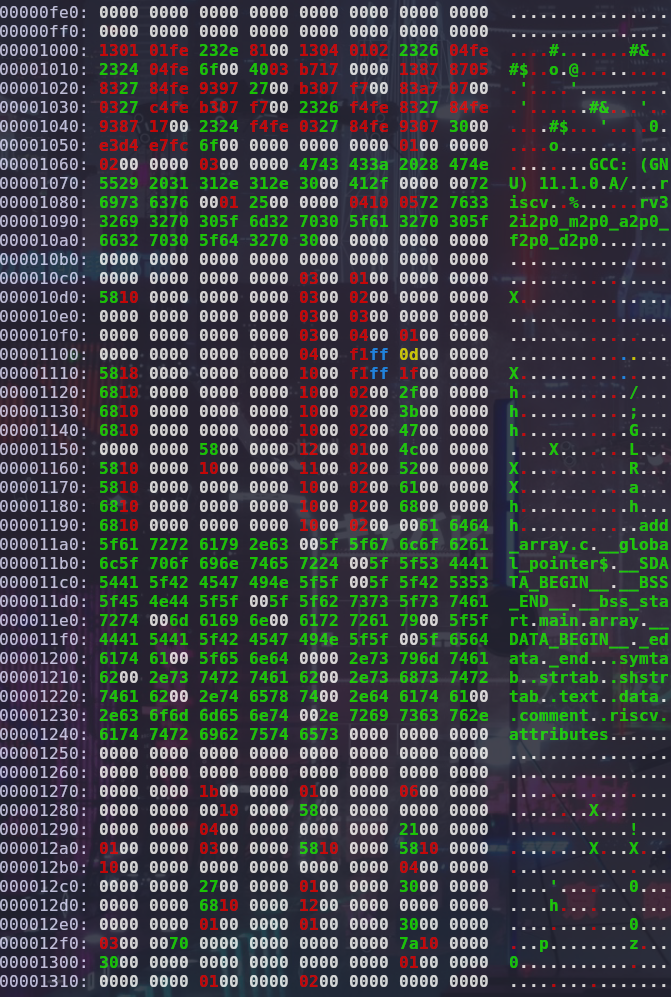 00000fe0: 0000 0000 0000 0000 0000 0000 0000 0000 ................
00000ff0: 0000 0000 0000 0000 0000 0000 0000 0000 ................
00001000: 1301 01fe 232e 8100 1304 0102 2326 04fe ....#.......#&..
00001010: 2324 04fe 6f00 4003 b717 0000 1387 8705 #$..o.@.........
00001020: 8327 84fe 9397 2700 b307 f700 83a7 0700 .'....'.........
00001030: 0327 c4fe b307 f700 2326 f4fe 8327 84fe .'......#&...'..
00001040: 9387 1700 2324 f4fe 0327 84fe 9307 3000 ....#$...'....0.
00001050: e3d4 e7fc 6f00 0000 0000 0000 0100 0000 ....o...........
00001060: 0200 0000 0300 0000 4743 433a 2028 474e ........GCC: (GN
00001070: 5529 2031 312e 312e 3000 412f 0000 0072 U) 11.1.0.A/...r
00001080: 6973 6376 0001 2500 0000 0410 0572 7633 iscv..%......rv3
00001090: 3269 3270 305f 6d32 7030 5f61 3270 305f 2i2p0_m2p0_a2p0_
000010a0: 6632 7030 5f64 3270 3000 0000 0000 0000 f2p0_d2p0.......
000010b0: 0000 0000 0000 0000 0000 0000 0000 0000 ................
000010c0: 0000 0000 0000 0000 0300 0100 0000 0000 ................
000010d0: 5810 0000 0000 0000 0300 0200 0000 0000 X...............
000010e0: 0000 0000 0000 0000 0300 0300 0000 0000 ................
000010f0: 0000 0000 0000 0000 0300 0400 0100 0000 ................
00001100: 0000 0000 0000 0000 0400 f1ff 0d00 0000 ................
00001110: 5810 0000 0000 0000 1000 f1ff 1f00 0000 X...............
00001120: 6810 0000 0000 0000 1000 0200 2f00 0000 h.........../...
00001130: 6810 0000 0000 0000 1000 0200 3b00 0000 h...........;...
00001140: 6810 0000 0000 0000 1000 0200 4700 0000 h...........G...
00001150: 0000 0000 5800 0000 1200 0100 4c00 0000 ....X.......L...
00001160: 5810 0000 1000 0000 1100 0200 5200 0000 X...........R...
00001170: 5810 0000 0000 0000 1000 0200 6100 0000 X...........a...
00001180: 6810 0000 0000 0000 1000 0200 6800 0000 h...........h...
00001190: 6810 0000 0000 0000 1000 0200 0061 6464 h............add
000011a0: 5f61 7272 6179 2e63 005f 5f67 6c6f 6261 _array.c.__globa
000011b0: 6c5f 706f 696e 7465 7224 005f 5f53 4441 l_pointer$.__SDA
000011c0: 5441 5f42 4547 494e 5f5f 005f 5f42 5353 TA_BEGIN__.__BSS
000011d0: 5f45 4e44 5f5f 005f 5f62 7373 5f73 7461 _END__.__bss_sta
000011e0: 7274 006d 6169 6e00 6172 7261 7900 5f5f rt.main.array.__
000011f0: 4441 5441 5f42 4547 494e 5f5f 005f 6564 DATA_BEGIN__._ed
00001200: 6174 6100 5f65 6e64 0000 2e73 796d 7461 ata._end...symta
00001210: 6200 2e73 7472 7461 6200 2e73 6873 7472 b..strtab..shstr
00001220: 7461 6200 2e74 6578 7400 2e64 6174 6100 tab..text..data.
00001230: 2e63 6f6d 6d65 6e74 002e 7269 7363 762e .comment..riscv.
00001240: 6174 7472 6962 7574 6573 0000 0000 0000 attributes......
00001250: 0000 0000 0000 0000 0000 0000 0000 0000 ................
00001260: 0000 0000 0000 0000 0000 0000 0000 0000 ................
00001270: 0000 0000 1b00 0000 0100 0000 0600 0000 ................
00001280: 0000 0000 0010 0000 5800 0000 0000 0000 ........X.......
00001290: 0000 0000 0400 0000 0000 0000 2100 0000 ............!...
000012a0: 0100 0000 0300 0000 5810 0000 5810 0000 ........X...X...
000012b0: 1000 0000 0000 0000 0000 0000 0400 0000 ................
000012c0: 0000 0000 2700 0000 0100 0000 3000 0000 ....'.......0...
000012d0: 0000 0000 6810 0000 1200 0000 0000 0000 ....h...........
000012e0: 0000 0000 0100 0000 0100 0000 3000 0000 ............0...
000012f0: 0300 0070 0000 0000 0000 0000 7a10 0000 ...p........z...
00001300: 3000 0000 0000 0000 0000 0000 0100 0000 0...............
00001310: 0000 0000 0100 0000 0200 0000 0000 0000 ................